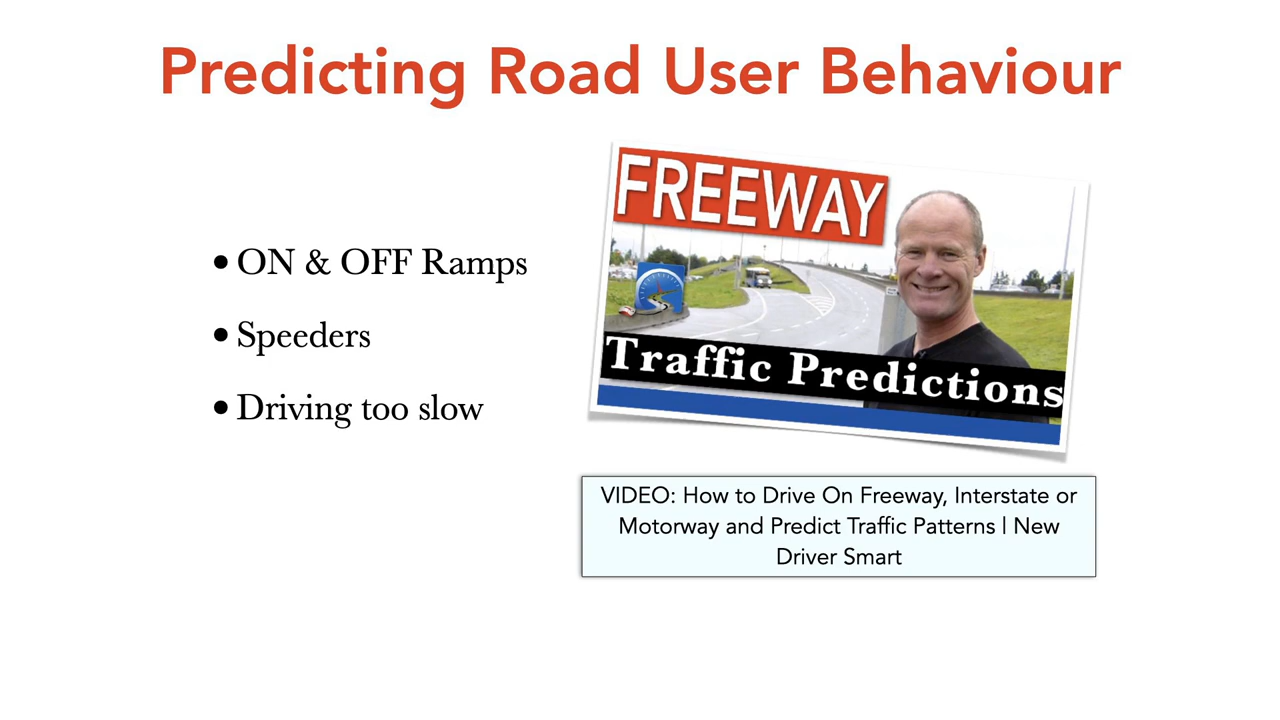 Predicting Road User Behaviour
• ON & OFF Ramps
• Speeders
• Driving too slow
FREEWAY
Traffic Predictions
VIDEO: How to Drive On Freeway, Interstate or
Motorway and Predict Traffic Patterns | New
Driver Smart